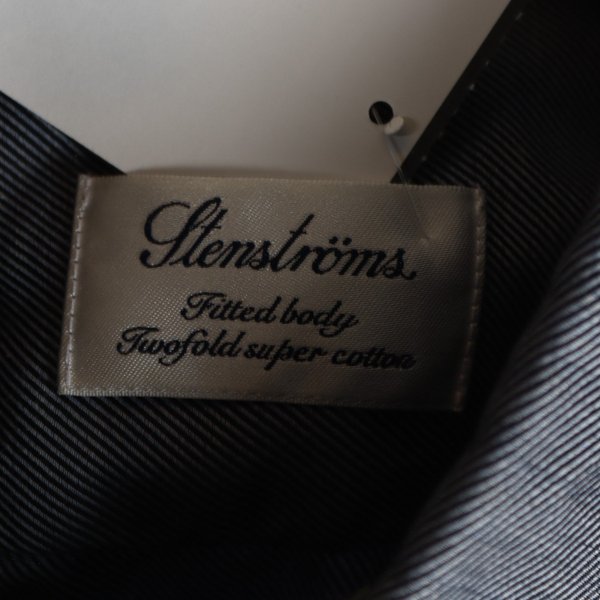 Stenströms
Fitted body
Twofold super cotton